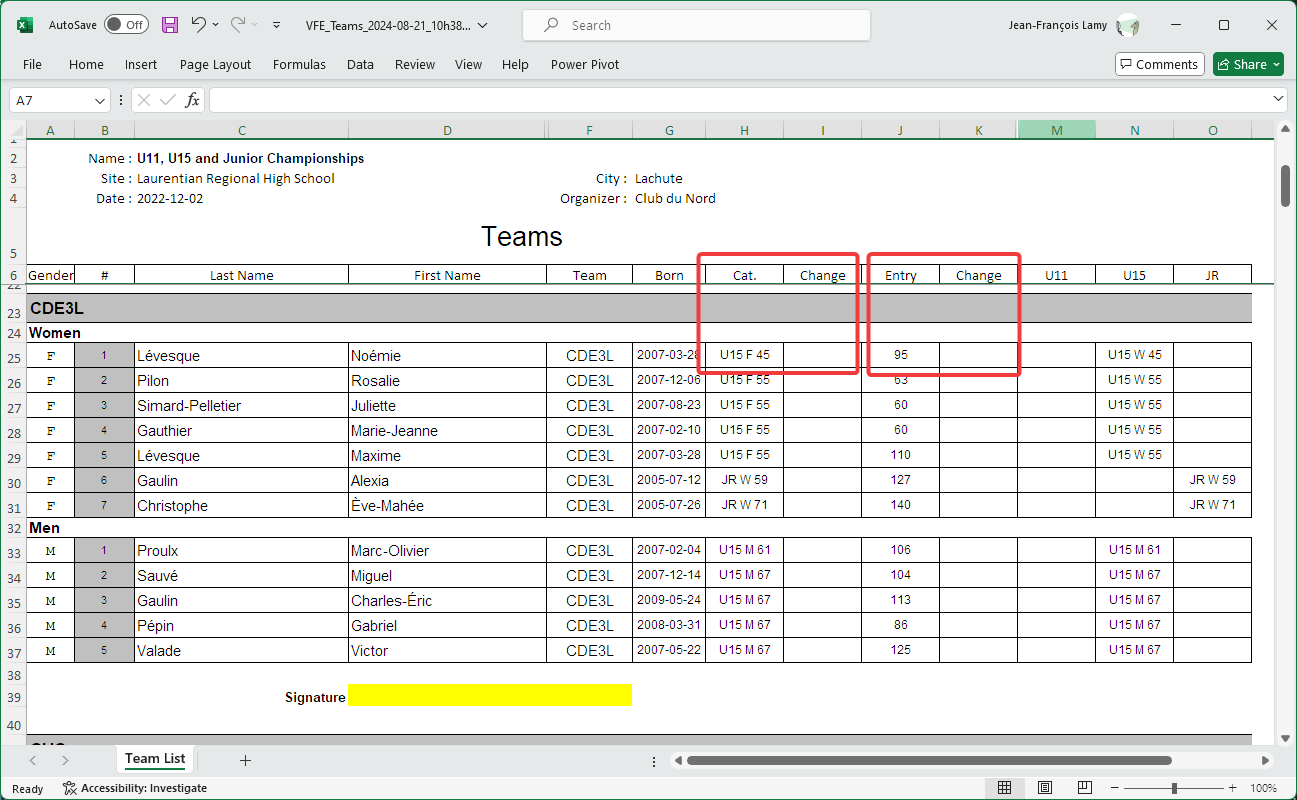 AutoSave Off VFE_Teams_2024-08-21_10h38... Search Jean-François Lamy
File Home Insert Page Layout Formulas Data Review View Help Power Pivot Comments Share
A7 fx
A B C D F G H I J K M N O
2 Name : U11, U15 and Junior Championships
3 Site : Laurentian Regional High School City : Lachute
4 Date : 2022-12-02 Organizer : Club du Nord
5 Teams
6 Gender # Last Name First Name Team Born Cat. Change Entry Change U11 U15 JR
22
23 CDE3L
24 Women
25 F 1 Lévesque Noémie CDE3L 2007-03-28 U15 F 45 95 U15 W 45
26 F 2 Pilon Rosalie CDE3L 2007-12-06 U15 F 55 63 U15 W 55
27 F 3 Simard-Pelletier Juliette CDE3L 2007-08-23 U15 F 55 60 U15 W 55
28 F 4 Gauthier Marie-Jeanne CDE3L 2007-02-10 U15 F 55 60 U15 W 55
29 F 5 Lévesque Maxime CDE3L 2007-03-28 U15 F 55 110 U15 W 55
30 F 6 Gaulin Alexia CDE3L 2005-07-12 JR W 59 127 JR W 59
31 F 7 Christophe Ève-Mahée CDE3L 2005-07-26 JR W 71 140 JR W 71
32 Men
33 M 1 Proulx Marc-Olivier CDE3L 2007-02-04 U15 M 61 106 U15 M 61
34 M 2 Sauvé Miguel CDE3L 2007-12-14 U15 M 67 104 U15 M 67
35 M 3 Gaulin Charles-Éric CDE3L 2009-05-24 U15 M 67 113 U15 M 67
36 M 4 Pépin Gabriel CDE3L 2008-03-31 U15 M 67 86 U15 M 67
37 M 5 Valade Victor CDE3L 2007-05-22 U15 M 67 125 U15 M 67
38
39 Signature
40
Team List
Ready Accessibility: Investigate 100%